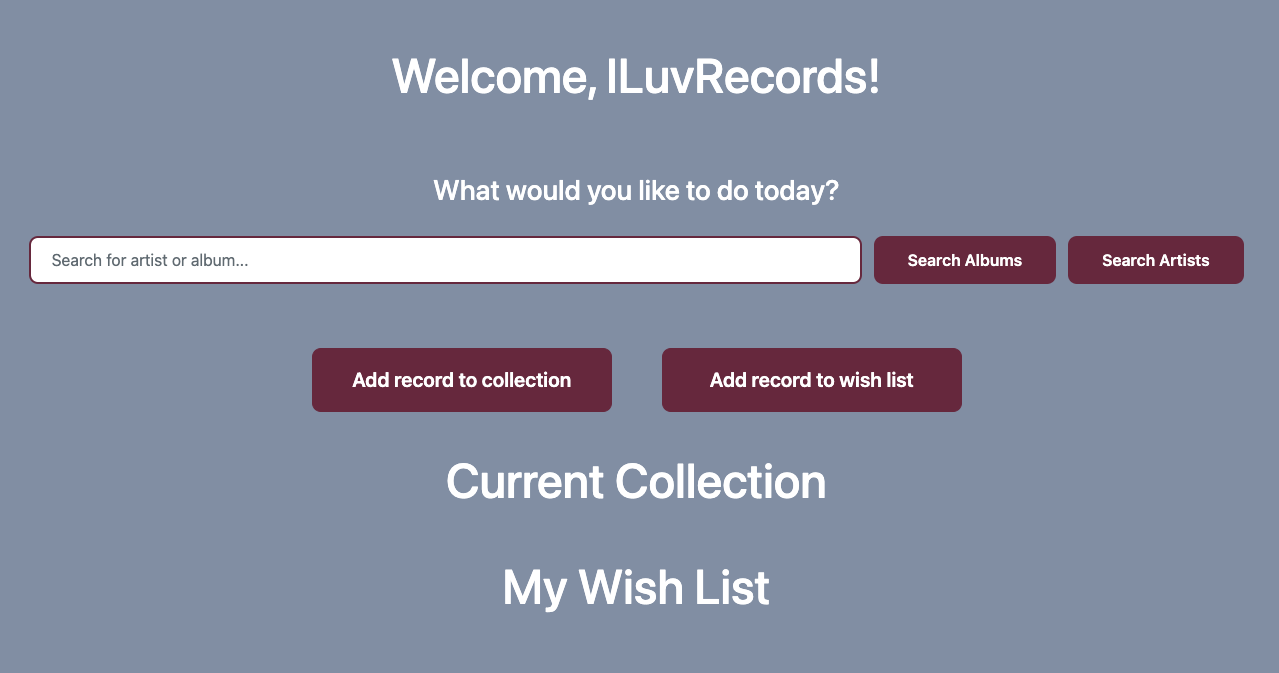 Welcome, ILuvRecords!
What would you like to do today?
Search for artist or album...
Search Albums
Search Artists
Add record to collection
Add record to wish list
Current Collection
My Wish List